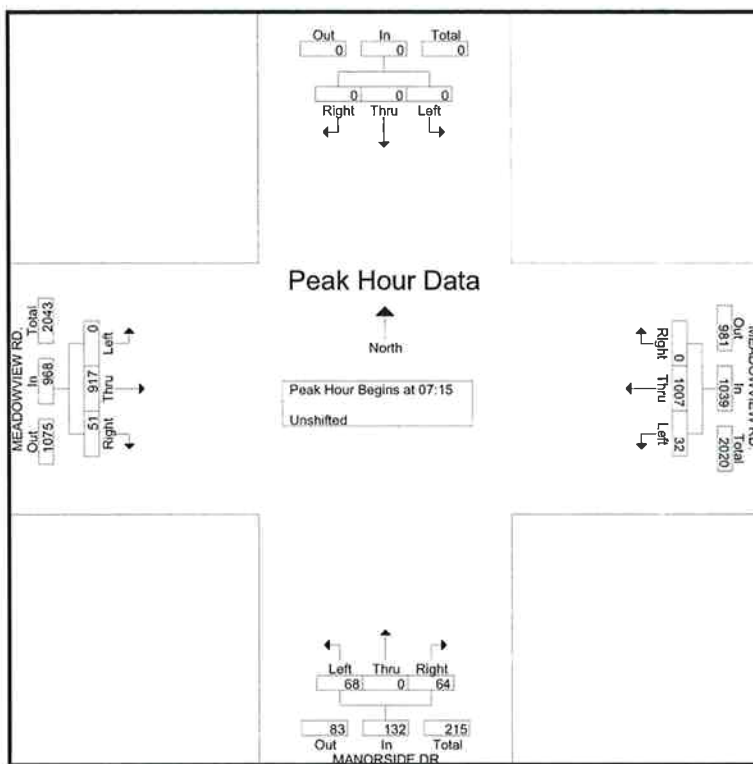 Out In Total
0 0 0
0 0 0
Right Thru Left
Peak Hour Data
North
Peak Hour Begins at 07:15
Unshifted
MEADOWVIEW RD.
Total In Out
2043 968 1075
0 917 51
Left Thru Right
Right Thru Left
0 1007 32
981 1039 2020
Out In Total
MEADOWVIEW RD.
Left Thru Right
68 0 64
83 132 215
Out In Total
MANORSIDE DR